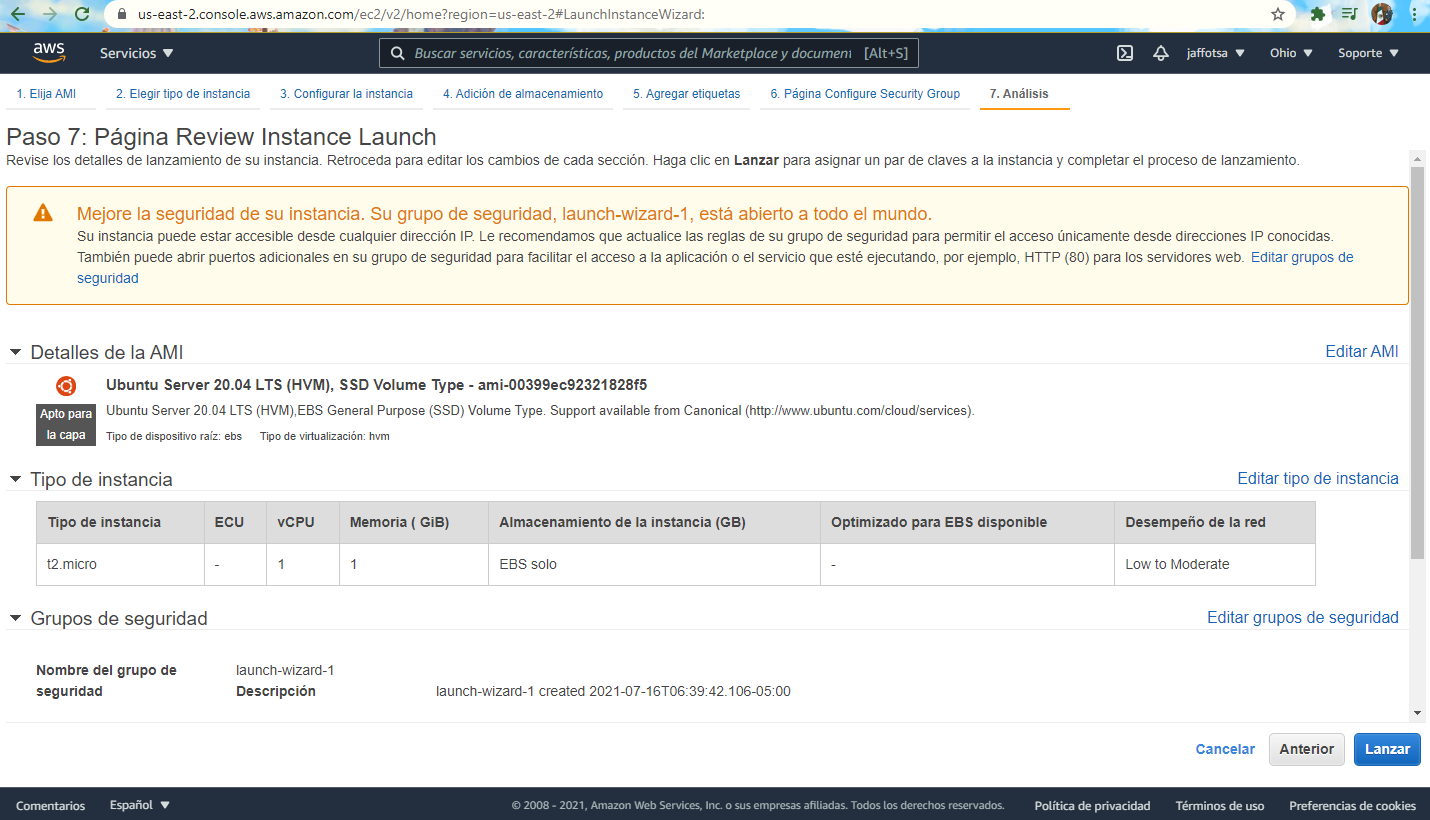 us-east-2.console.aws.amazon.com/ec2/v2/home?region=us-east-2#LaunchInstanceWizard:
aws Servicios Buscar servicios, características, productos del Marketplace y document [Alt+S] jaffotsa Ohio Soporte
1. Elija AMI 2. Elegir tipo de instancia 3. Configurar la instancia 4. Adición de almacenamiento 5. Agregar etiquetas 6. Página Configure Security Group 7. Análisis
Paso 7: Página Review Instance Launch
Revise los detalles de lanzamiento de su instancia. Retroceda para editar los cambios de cada sección. Haga clic en Lanzar para asignar un par de claves a la instancia y completar el proceso de lanzamiento.
Mejore la seguridad de su instancia. Su grupo de seguridad, launch-wizard-1, está abierto a todo el mundo.
Su instancia puede estar accesible desde cualquier dirección IP. Le recomendamos que actualice las reglas de su grupo de seguridad para permitir el acceso únicamente desde direcciones IP conocidas.
También puede abrir puertos adicionales en su grupo de seguridad para facilitar el acceso a la aplicación o el servicio que esté ejecutando, por ejemplo, HTTP (80) para los servidores web. Editar grupos de
seguridad
Detalles de la AMI Editar AMI
Ubuntu Server 20.04 LTS (HVM), SSD Volume Type - ami-00399ec92321828f5
Apto para
la capa
Ubuntu Server 20.04 LTS (HVM),EBS General Purpose (SSD) Volume Type. Support available from Canonical (http://www.ubuntu.com/cloud/services).
Tipo de dispositivo raíz: ebs Tipo de virtualización: hvm
Tipo de instancia Editar tipo de instancia
Tipo de instancia ECU vCPU Memoria ( GiB) Almacenamiento de la instancia (GB) Optimizado para EBS disponible Desempeño de la red
t2.micro - 1 1 EBS solo - Low to Moderate
Grupos de seguridad Editar grupos de seguridad
Nombre del grupo de launch-wizard-1
seguridad Descripción launch-wizard-1 created 2021-07-16T06:39:42.106-05:00
Cancelar Anterior Lanzar
Comentarios Español © 2008 - 2021, Amazon Web Services, Inc. o sus empresas afiliadas. Todos los derechos reservados. Política de privacidad Términos de uso Preferencias de cookies